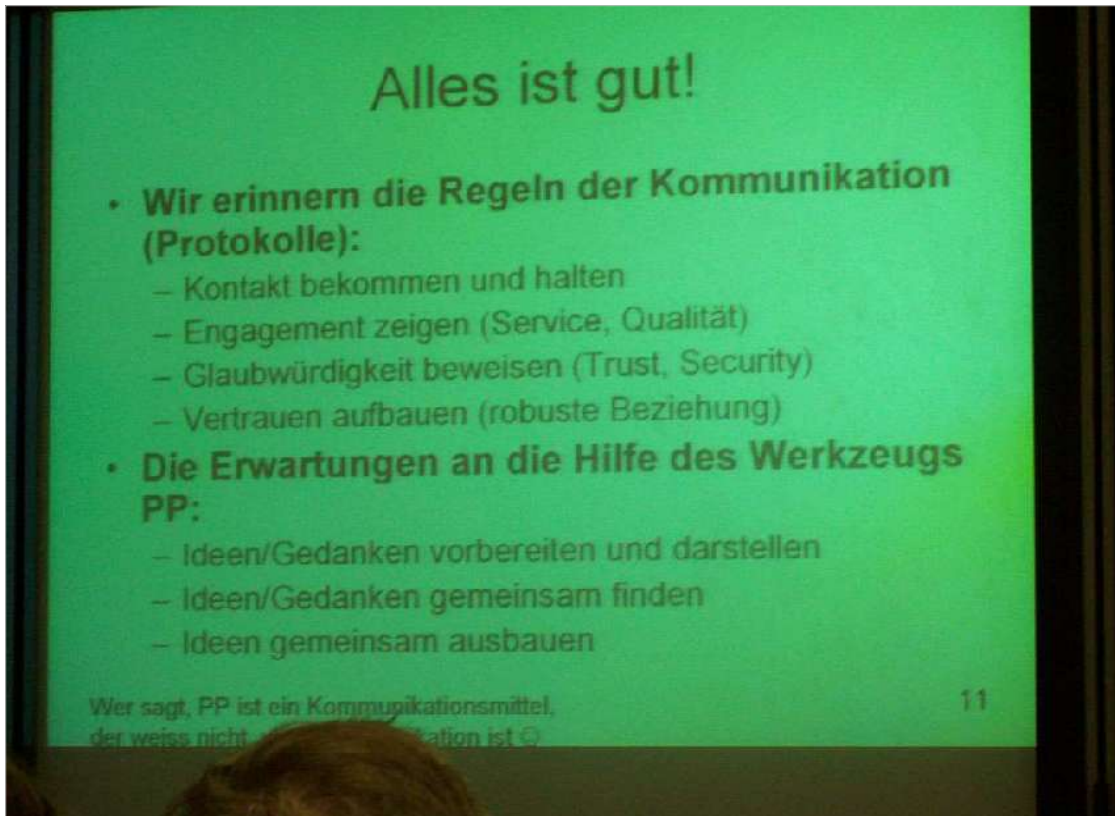 Alles ist gut!
• Wir erinnern die Regeln der Kommunikation
(Protokolle):
– Kontakt bekommen und halten
– Engagement zeigen (Service, Qualität)
– Glaubwürdigkeit beweisen (Trust, Security)
– Vertrauen aufbauen (robuste Beziehung)
• Die Erwartungen an die Hilfe des Werkzeugs
PP:
– Ideen/Gedanken vorbereiten und darstellen
– Ideen/Gedanken gemeinsam finden
– Ideen gemeinsam ausbauen
Wer sagt, PP ist ein Kommunikationsmittel,
der weiss nicht, ist ☺
11